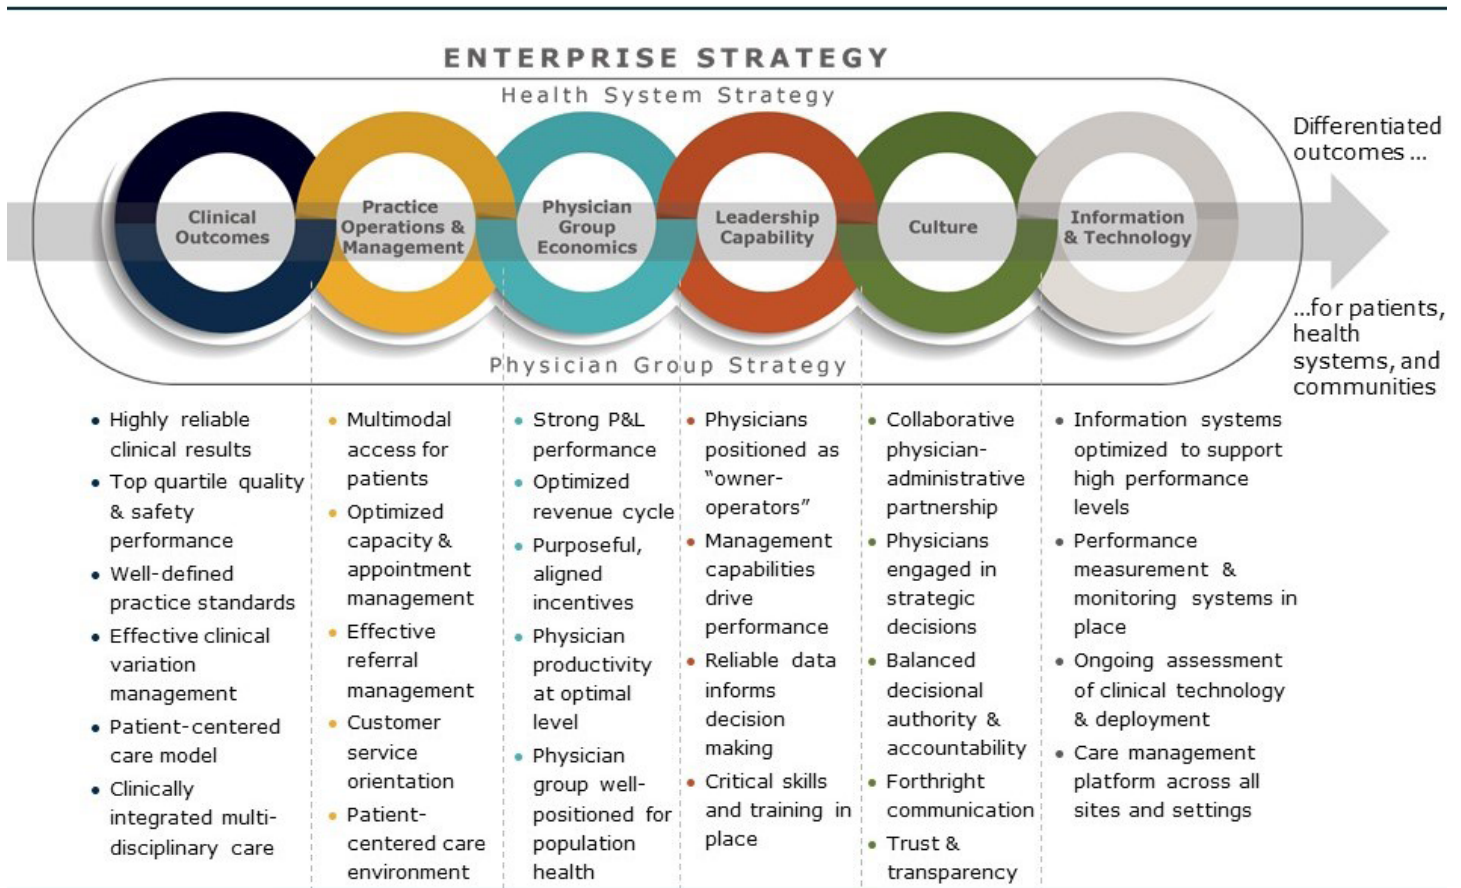 ENTERPRISE STRATEGY
Health System Strategy
Clinical
Outcomes
Practice
Operations &
Management
Physician
Group
Economics
Leadership
Capability
Culture
Information
& Technology
Differentiated
outcomes ...
...for patients,
health
systems, and
communities
Physician Group Strategy
• Highly reliable
clinical results
• Top quartile quality
& safety
performance
• Well-defined
practice standards
• Effective clinical
variation
management
• Patient-centered
care model
• Clinically
integrated multi-
disciplinary care
• Multimodal
access for
patients
• Optimized
capacity &
appointment
management
• Effective
referral
management
• Customer
service
orientation
• Patient-
centered care
environment
• Strong P&L
performance
• Optimized
revenue cycle
• Purposeful,
aligned
incentives
• Physician
productivity
at optimal
level
• Physician
group well-
positioned for
population
health
• Physicians
positioned as
“owner-
operators”
• Management
capabilities
drive
performance
• Reliable data
informs
decision
making
• Critical skills
and training in
place
• Collaborative
physician-
administrative
partnership
• Physicians
engaged in
strategic
decisions
• Balanced
decisional
authority &
accountability
• Forthright
communication
• Trust &
transparency
• Information systems
optimized to support
high performance
levels
• Performance
measurement &
monitoring systems in
place
• Ongoing assessment
of clinical technology
& deployment
• Care management
platform across all
sites and settings